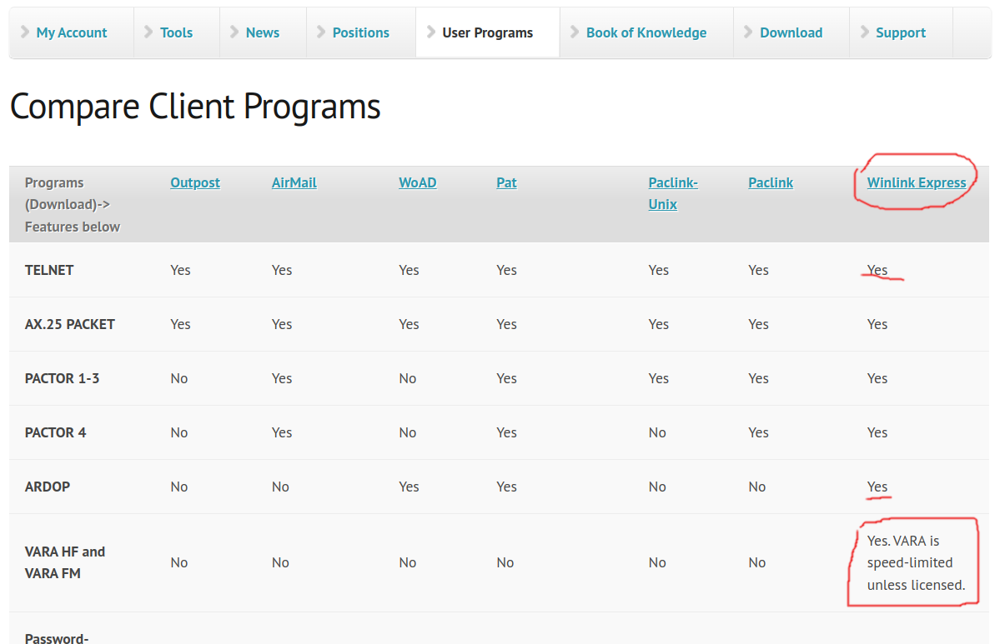 My Account Tools News Positions User Programs Book of Knowledge Download Support
Compare Client Programs
Programs (Download)-> Features below Outpost AirMail WoAD Pat Paclink-Unix Paclink Winlink Express
TELNET Yes Yes Yes Yes Yes Yes Yes
AX.25 PACKET Yes Yes Yes Yes Yes Yes Yes
PACTOR 1-3 No Yes No Yes Yes Yes Yes
PACTOR 4 No Yes No Yes No Yes Yes
ARDOP No No Yes Yes No No Yes
VARA HF and VARA FM No No No No No No Yes. VARA is speed-limited unless licensed.
Password-